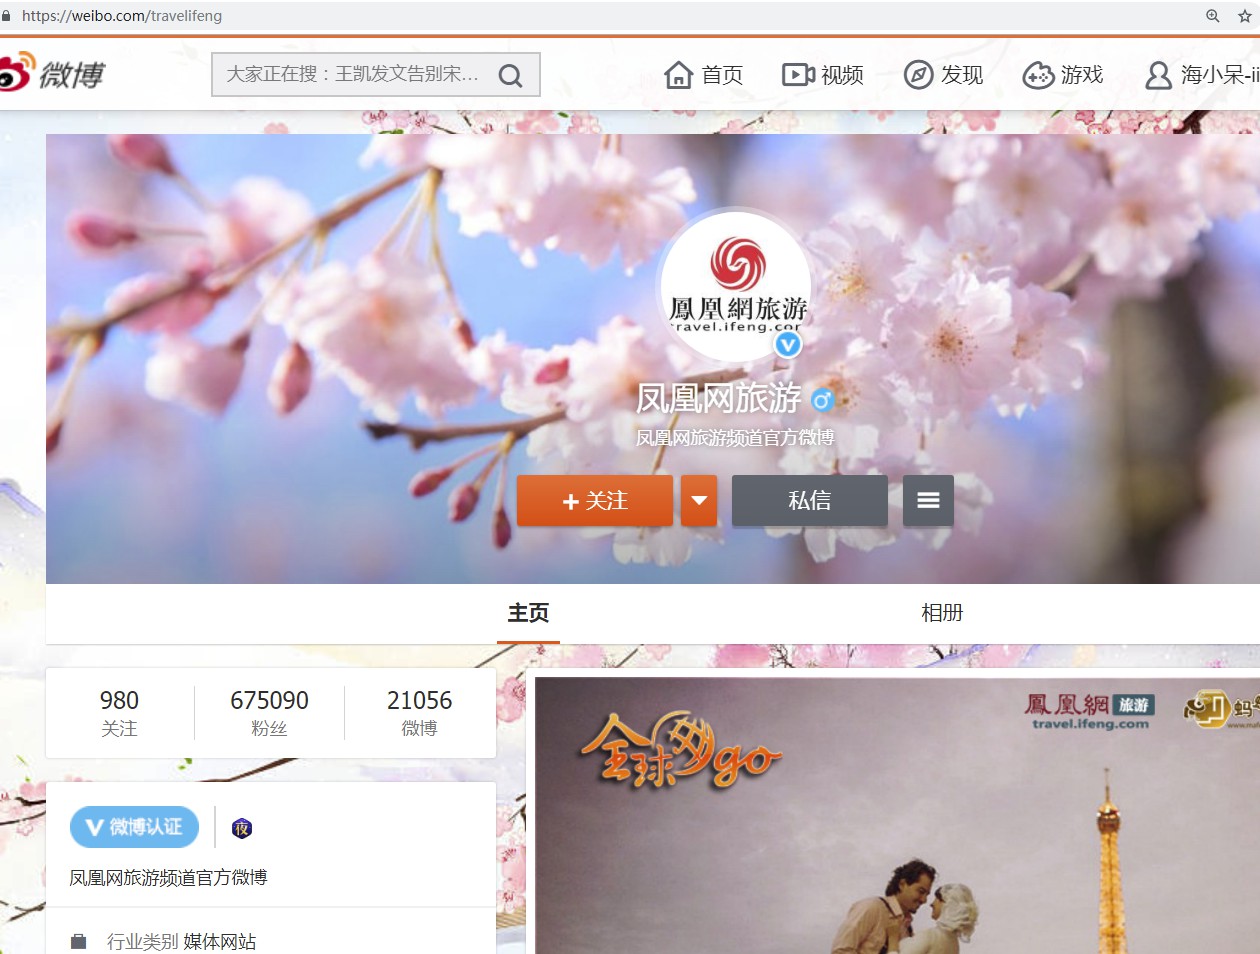 https://weibo.com/travelifeng
微博
大家正在搜：王凯发文告别宋...
首页
视频
发现
游戏
海小呆-ii
鳳凰網旅游
travel.ifeng.com
凤凰网旅游
凤凰网旅游频道官方微博
+ 关注
私信
主页
相册
980
675090
21056
关注
粉丝
微博
鳳凰網 旅游
travel.ifeng.com
全球网go
V 微博认证
夜
凤凰网旅游频道官方微博
行业类别 媒体网站